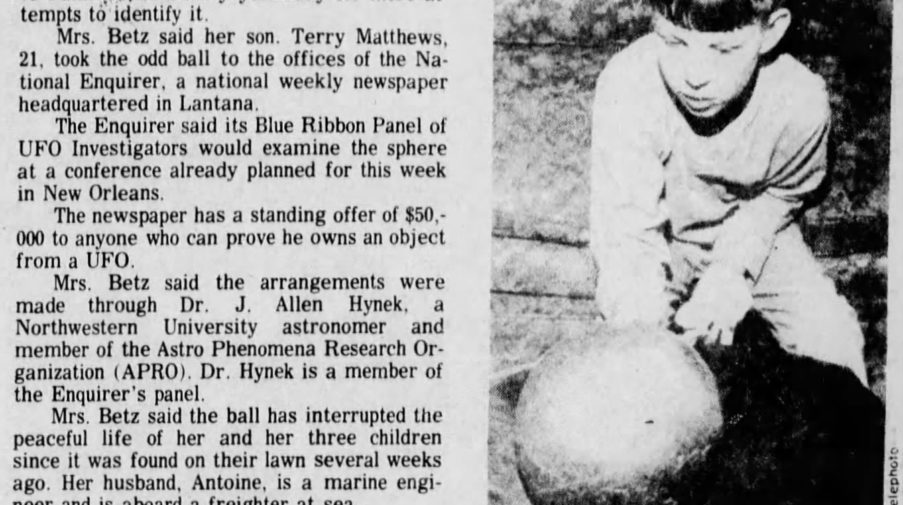 tempts to identify it.
Mrs. Betz said her son. Terry Matthews,
21, took the odd ball to the offices of the Na-
tional Enquirer, a national weekly newspaper
headquartered in Lantana.
The Enquirer said its Blue Ribbon Panel of
UFO Investigators would examine the sphere
at a conference already planned for this week
in New Orleans.
The newspaper has a standing offer of $50,-
000 to anyone who can prove he owns an object
from a UFO.
Mrs. Betz said the arrangements were
made through Dr. J. Allen Hynek, a
Northwestern University astronomer and
member of the Astro Phenomena Research Or-
ganization (APRO). Dr. Hynek is a member of
the Enquirer's panel.
Mrs. Betz said the ball has interrupted the
peaceful life of her and her three children
since it was found on their lawn several weeks
ago. Her husband, Antoine, is a marine engi-
neer and is aboard a freighter at sea.
elephoto